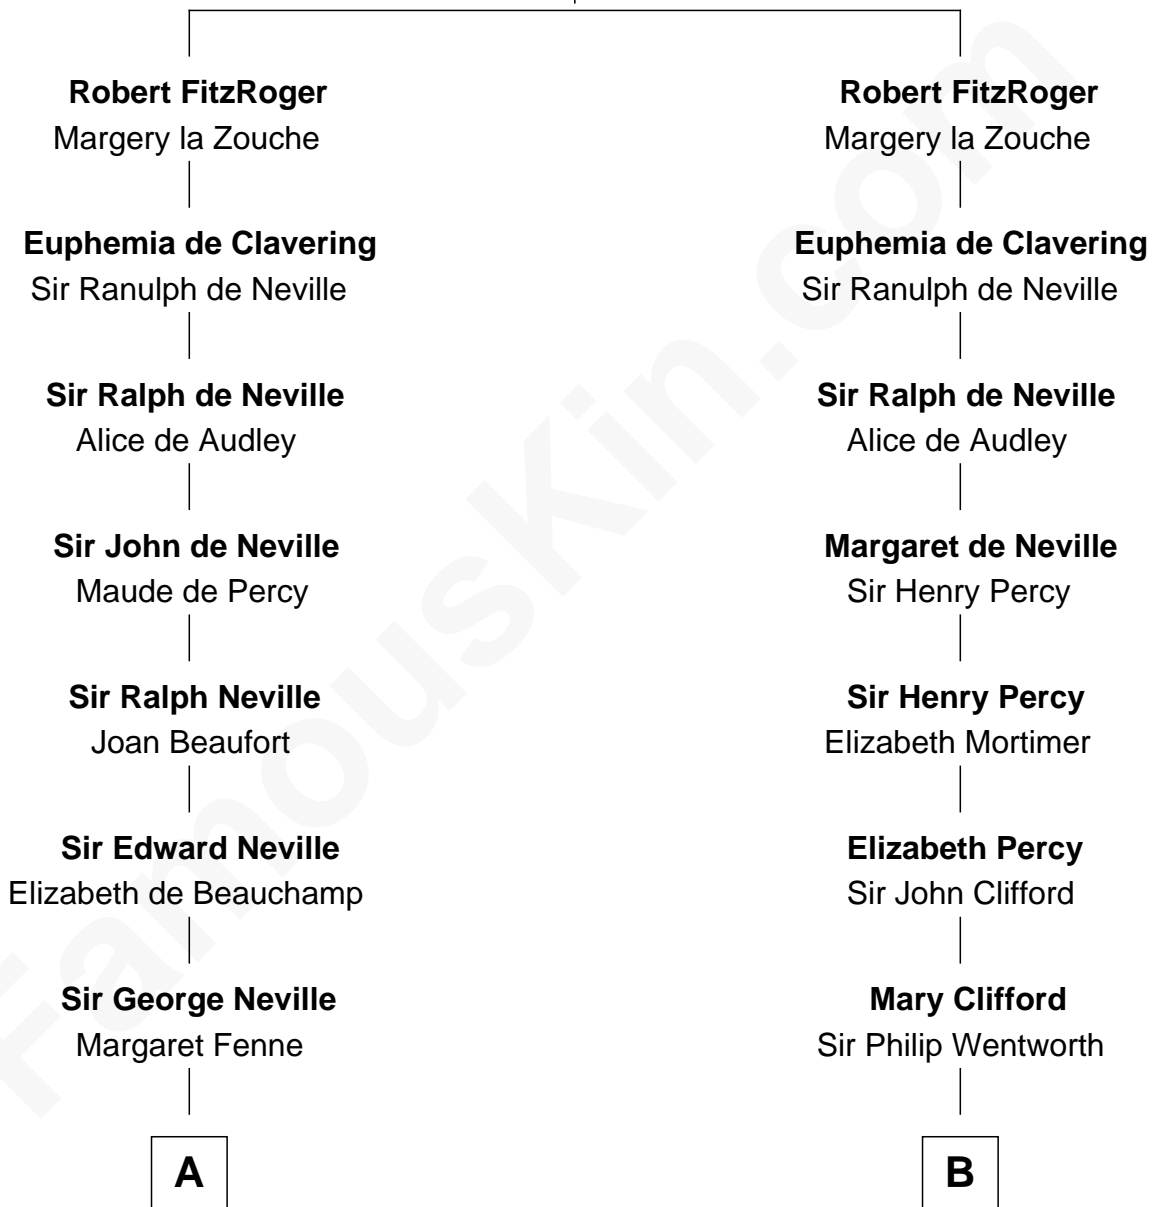 Robert FitzRoger
Margery la Zouche
Euphemia de Clavering
Sir Ranulph de Neville
Sir Ralph de Neville
Alice de Audley
Sir John de Neville
Maude de Percy
Sir Ralph Neville
Joan Beaufort
Sir Edward Neville
Elizabeth de Beauchamp
Sir George Neville
Margaret Fenne
A
Robert FitzRoger
Margery la Zouche
Euphemia de Clavering
Sir Ranulph de Neville
Sir Ralph de Neville
Alice de Audley
Margaret de Neville
Sir Henry Percy
Sir Henry Percy
Elizabeth Mortimer
Elizabeth Percy
Sir John Clifford
Mary Clifford
Sir Philip Wentworth
B
FamousKin.com